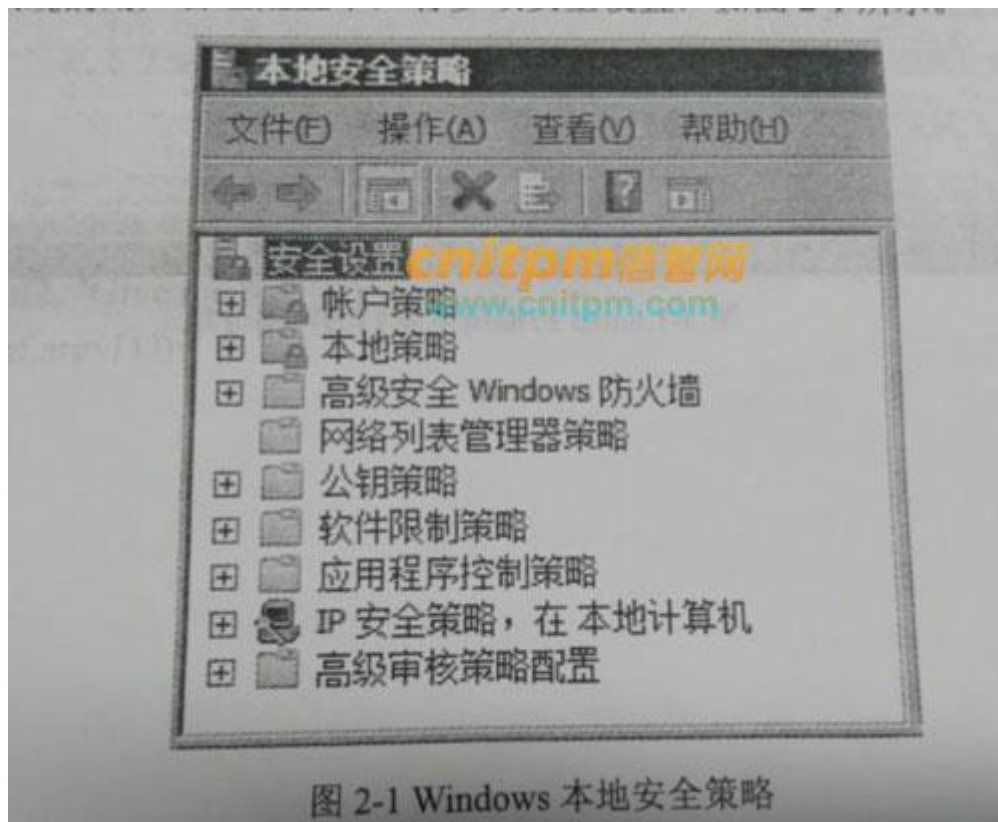 本地安全策略
文件(F) 操作(A) 查看(V) 帮助(H)
安全设置
cnitpm信管网
www.cnitpm.com
帐户策略
本地策略
高级安全 Windows 防火墙
网络列表管理器策略
公钥策略
软件限制策略
应用程序控制策略
IP 安全策略，在 本地计算机
高级审核策略配置
图 2-1 Windows 本地安全策略